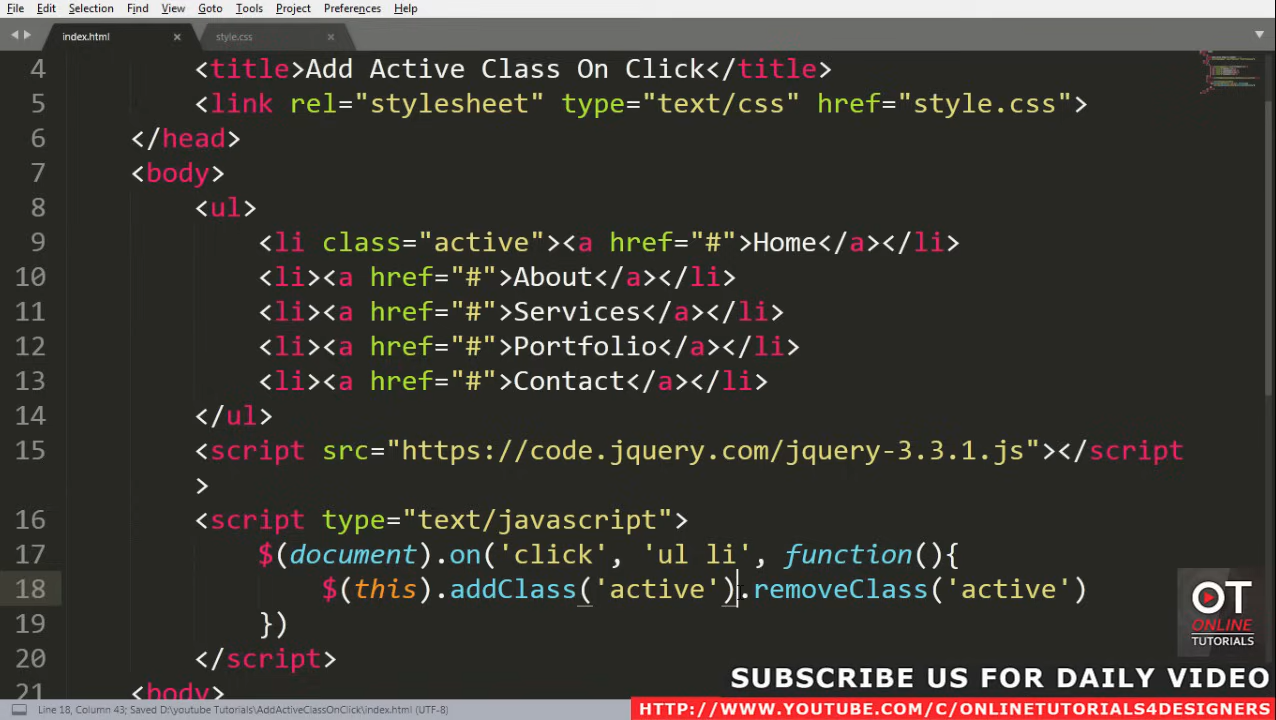 File Edit Selection Find View Goto Tools Project Preferences Help
index.html × style.css ×
4 <title>Add Active Class On Click</title>
5 <link rel="stylesheet" type="text/css" href="style.css">
6 </head>
7 <body>
8 <ul>
9 <li class="active"><a href="#">Home</a></li>
10 <li><a href="#">About</a></li>
11 <li><a href="#">Services</a></li>
12 <li><a href="#">Portfolio</a></li>
13 <li><a href="#">Contact</a></li>
14 </ul>
15 <script src="https://code.jquery.com/jquery-3.3.1.js"></script
>
16 <script type="text/javascript">
17 $(document).on('click', 'ul li', function(){
18 $(this).addClass('active').removeClass('active')
19 })
20 </script>
21 <body>
OT
ONLINE
TUTORIALS
SUBSCRIBE US FOR DAILY VIDEO
Line 18, Column 43; Saved D:\youtube Tutorials\AddActiveClassOnClick\index.html (UTF-8)
HTTP://WWW.YOUTUBE.COM/C/ONLINETUTORIALS4DESIGNERS